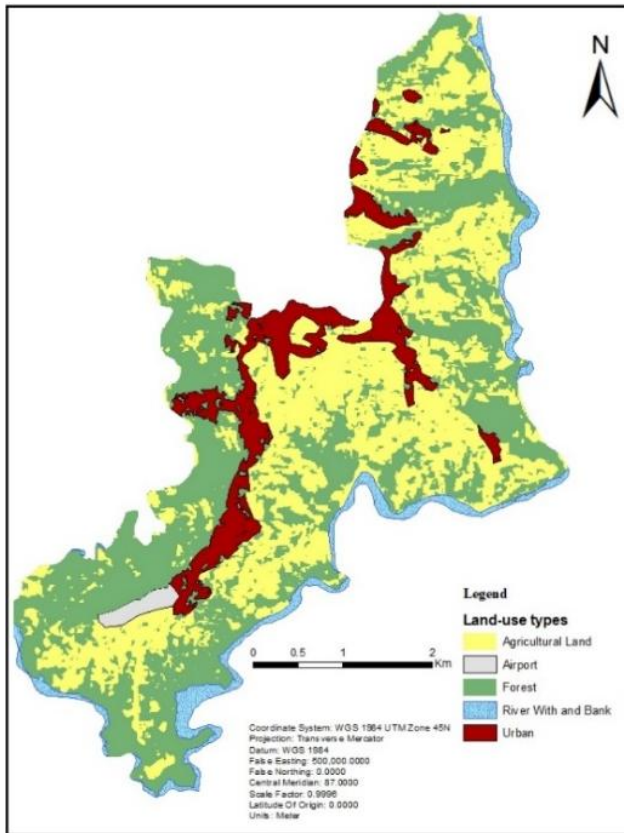 N
Legend
Land-use types
Agricultural Land
Airport
Forest
River With and Bank
Urban
0 0.5 1 2
Km
Coordinate System: WGS 1984 UTM Zone 45N
Projection: Transverse Mercator
Datum: WGS 1984
False Easting: 500,000.0000
False Northing: 0.0000
Central Meridian: 87.0000
Scale Factor: 0.9996
Latitude Of Origin: 0.0000
Units: Meter